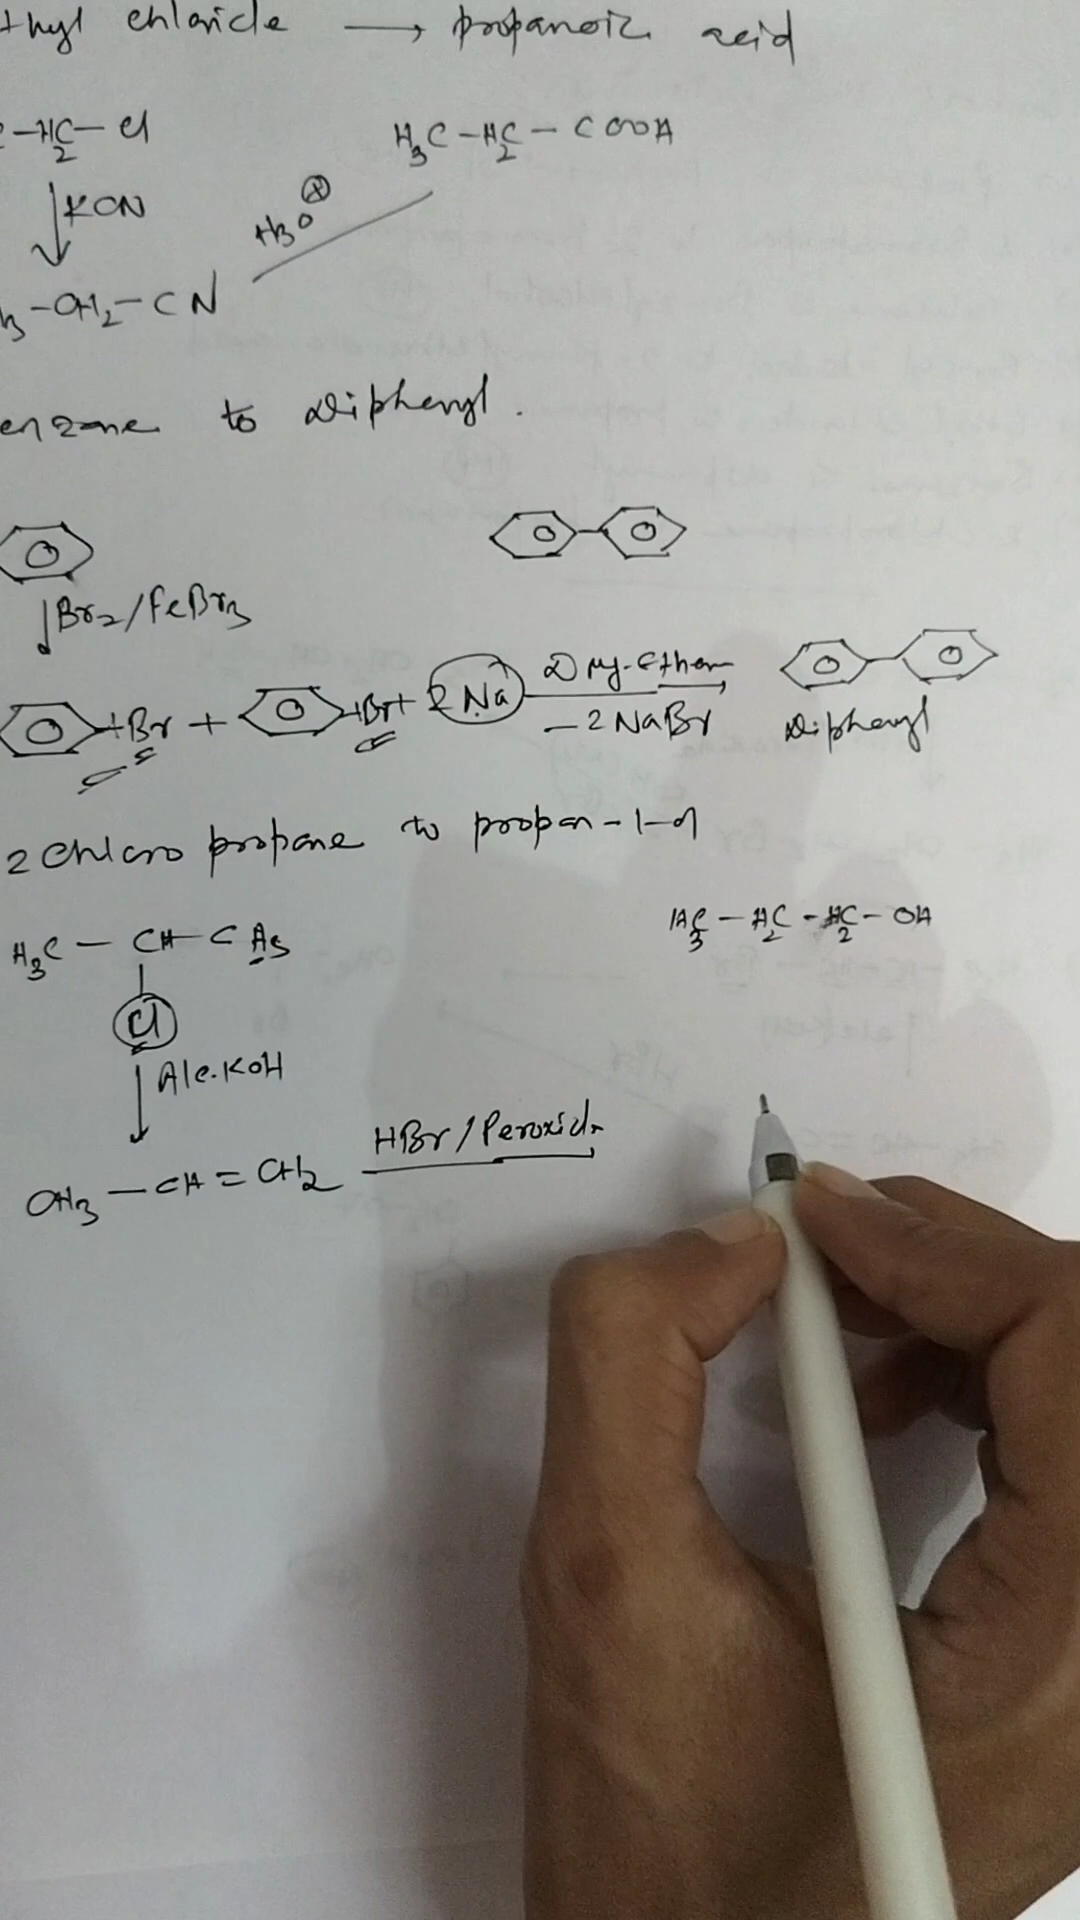 thyl chloride → propanoic acid
–H₂C – Cl
H₃C – H₂C – COOH
↓ KCN
H₃O⊕
–CH₂–CN
enzene to Diphenyl.
↓ Br₂/FeBr₃
Br + Br + 2Na Dry-Ether → –2NaBr
Diphenyl
2 Chloro propane to propan-1-ol
H₃C – CH – CH₃
H₃C – H₂C – H₂C – OH
Cl
↓ Alc.KOH
HBr/Peroxide
CH₃ – CH = CH₂